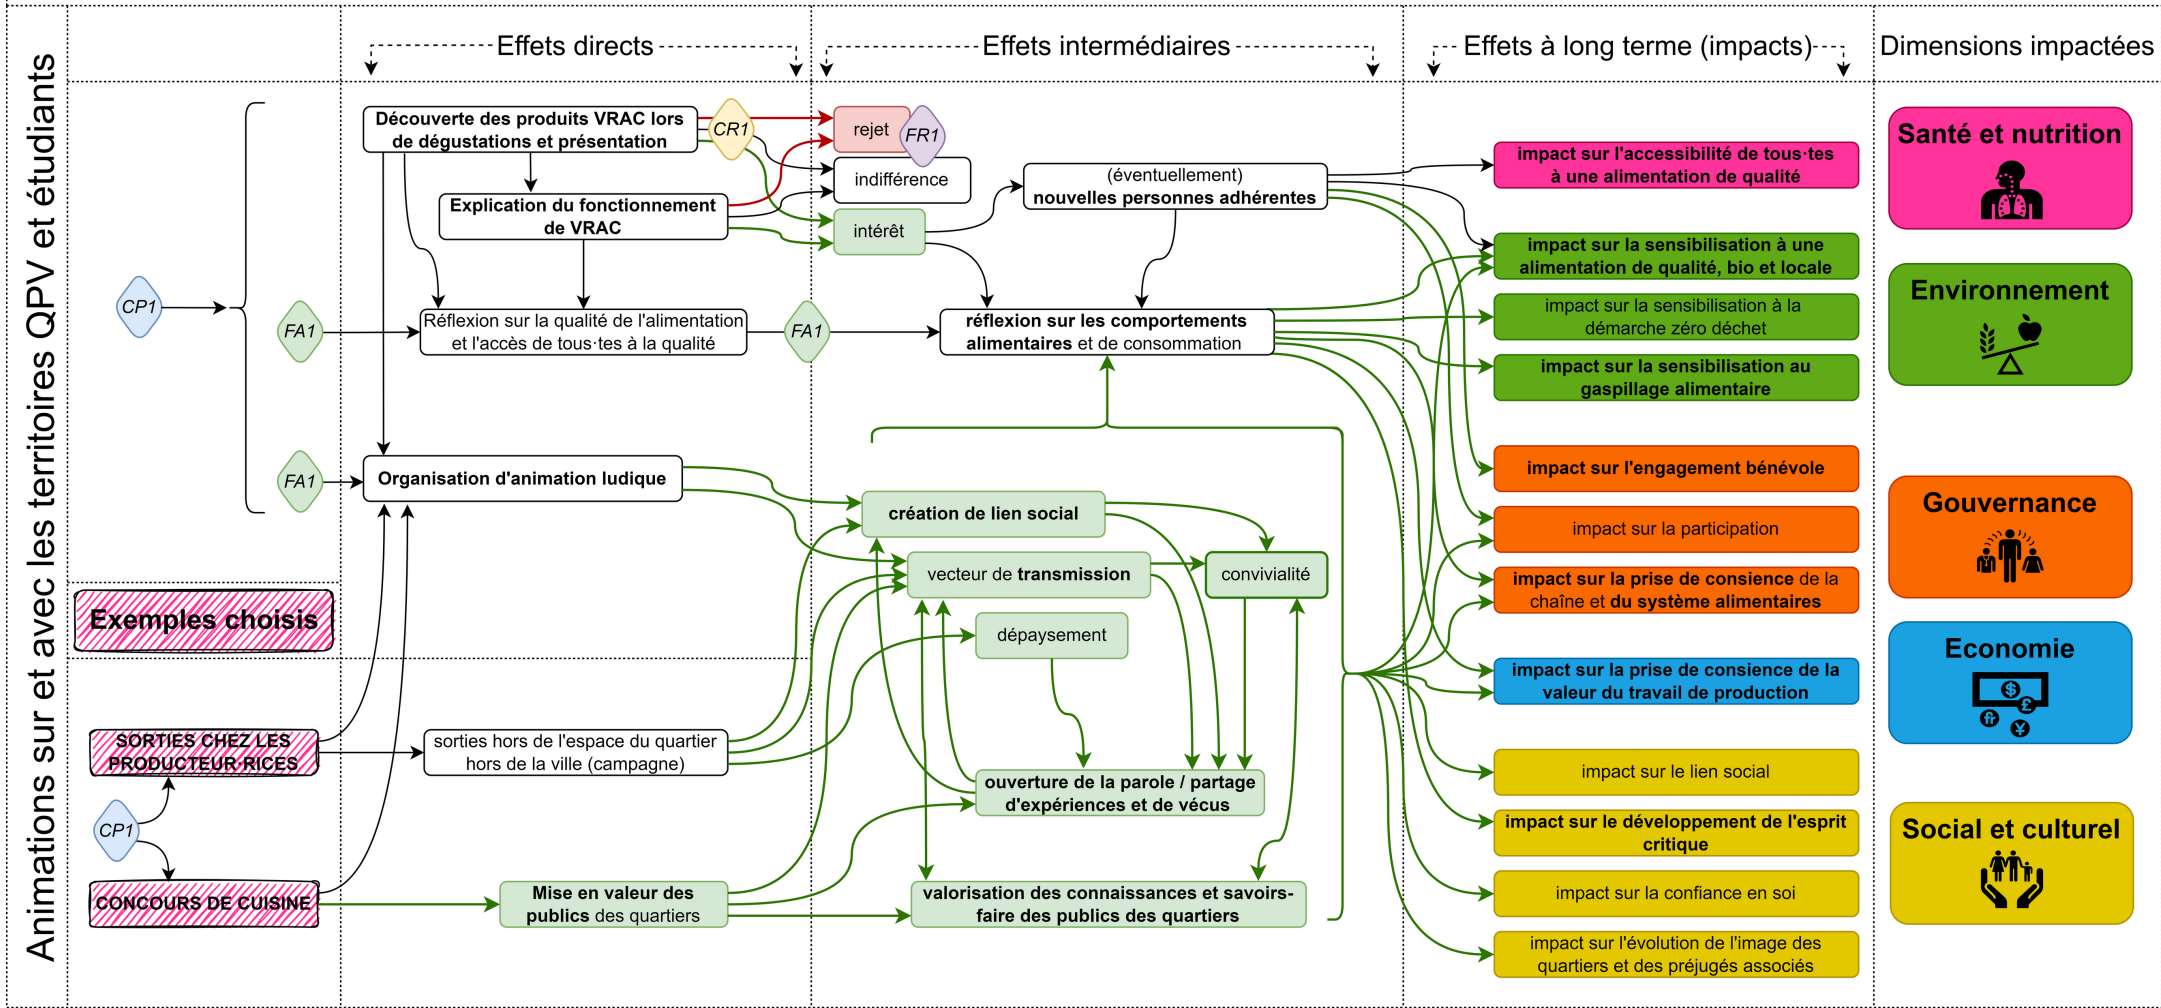 Animations sur et avec les territoires QPV et étudiants
Effets directs
Effets intermédiaires
Effets à long terme (impacts)
Dimensions impactées
CP1
FA1
FA1
Découverte des produits VRAC lors
de dégustations et présentation
CR1
Explication du fonctionnement
de VRAC
Réflexion sur la qualité de l'alimentation
et l'accès de tous·tes à la qualité
FA1
Organisation d'animation ludique
rejet
FR1
indifférence
intérêt
(éventuellement)
nouvelles personnes adhérentes
réflexion sur les comportements
alimentaires et de consommation
création de lien social
vecteur de transmission
convivialité
dépaysement
ouverture de la parole / partage
d'expériences et de vécus
valorisation des connaissances et savoirs-
faire des publics des quartiers
Exemples choisis
SORTIES CHEZ LES
PRODUCTEUR·RICES
CP1
CONCOURS DE CUISINE
sorties hors de l'espace du quartier
hors de la ville (campagne)
Mise en valeur des
publics des quartiers
impact sur l'accessibilité de tous·tes
à une alimentation de qualité
impact sur la sensibilisation à une
alimentation de qualité, bio et locale
impact sur la sensibilisation à la
démarche zéro déchet
impact sur la sensibilisation au
gaspillage alimentaire
impact sur l'engagement bénévole
impact sur la participation
impact sur la prise de consience de la
chaîne et du système alimentaires
impact sur la prise de consience de la
valeur du travail de production
impact sur le lien social
impact sur le développement de l'esprit
critique
impact sur la confiance en soi
impact sur l'évolution de l'image des
quartiers et des préjugés associés
Santé et nutrition
Environnement
Gouvernance
Economie
$
£
¥
Social et culturel